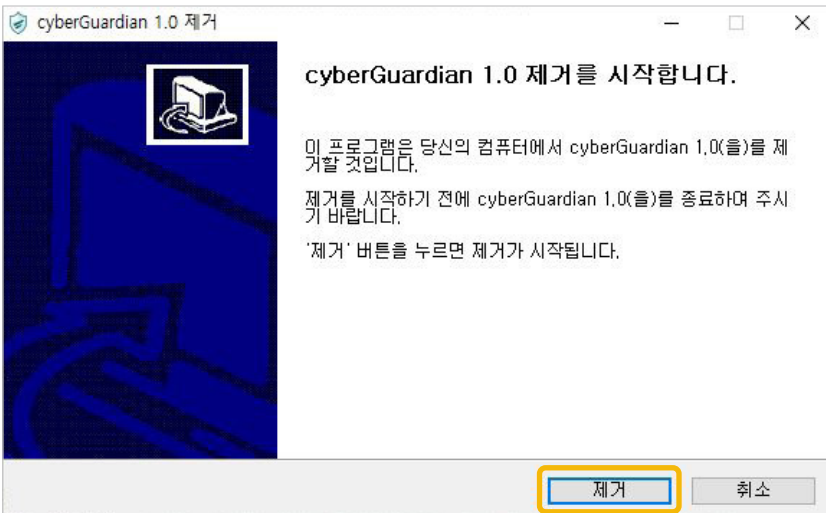 cyberGuardian 1.0 제거
cyberGuardian 1.0 제거를 시작합니다.
이 프로그램은 당신의 컴퓨터에서 cyberGuardian 1.0(을)를 제
거할 것입니다.
제거를 시작하기 전에 cyberGuardian 1.0(을)를 종료하며 주시
기 바랍니다.
'제거' 버튼을 누르면 제거가 시작됩니다.
제거
취소